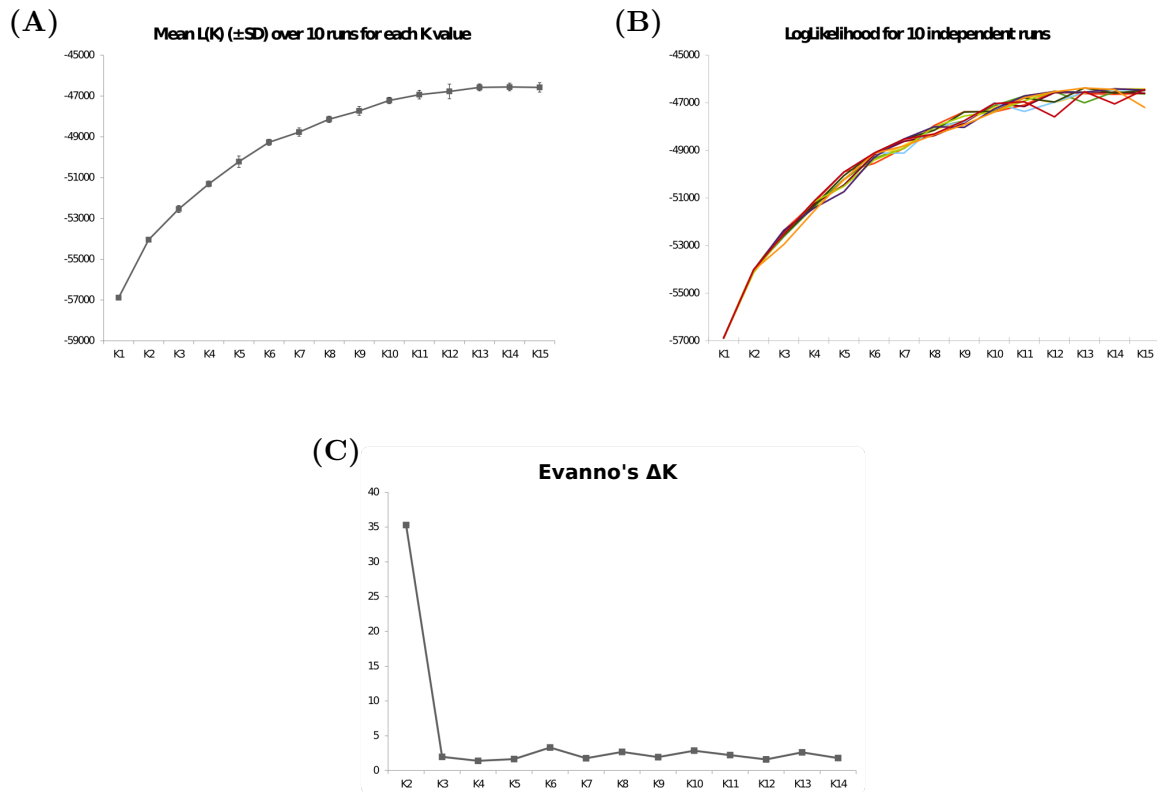 (A)
Mean L(K) (±SD) over 10 runs for each K value
-45000
-47000
-49000
-51000
-53000
-55000
-57000
-59000
K1 K2 K3 K4 K5 K6 K7 K8 K9 K10 K11 K12 K13 K14 K15
(B)
LogLikelihood for 10 independent runs
-45000
-47000
-49000
-51000
-53000
-55000
-57000
K1 K2 K3 K4 K5 K6 K7 K8 K9 K10 K11 K12 K13 K14 K15
(C)
Evanno's ΔK
40
35
30
25
20
15
10
5
0
K2 K3 K4 K5 K6 K7 K8 K9 K10 K11 K12 K13 K14